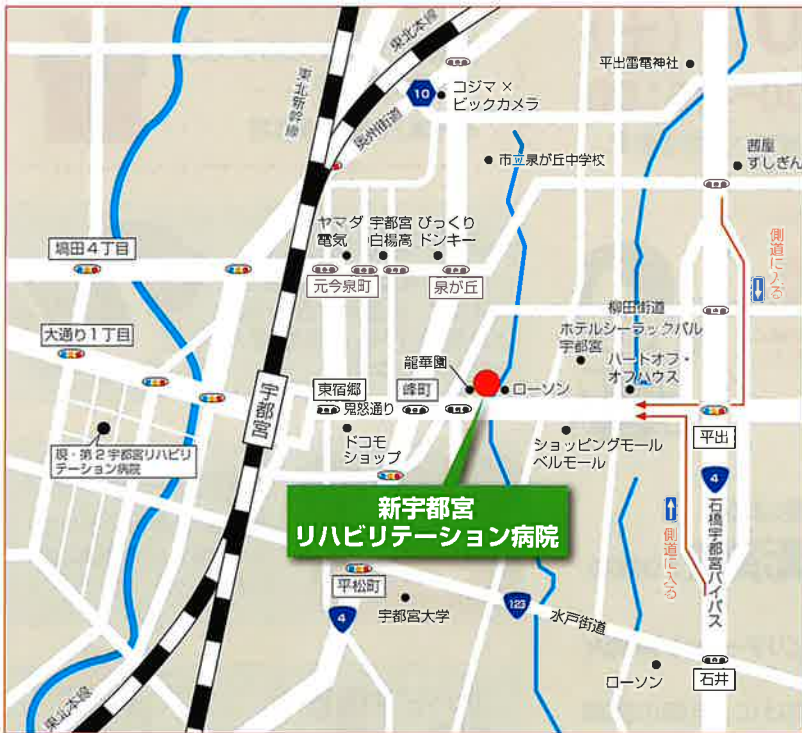 東北本線
東北新幹線
奥州街道
10
コジマ×
ビックカメラ
平出雷電神社
市立泉が丘中学校
茜屋
すしぎん
ヤマダ
電気
宇都宮
白楊高
びっくり
ドンキー
塙田4丁目
元今泉町
泉が丘
側道に入る
柳田街道
大通り1丁目
ホテルシーラックパル
宇都宮
ハードオフ・
オフハウス
龍華園
ローソン
宇都宮
東宿郷
峰町
鬼怒通り
平出
ドコモ
ショップ
ショッピングモール
ベルモール
現・第2宇都宮リハビリ
テーション病院
4
石橋宇都宮バイパス
側道に入る
新宇都宮
リハビリテーション病院
平松町
宇都宮大学
4
123
水戸街道
ローソン
石井
東北本線